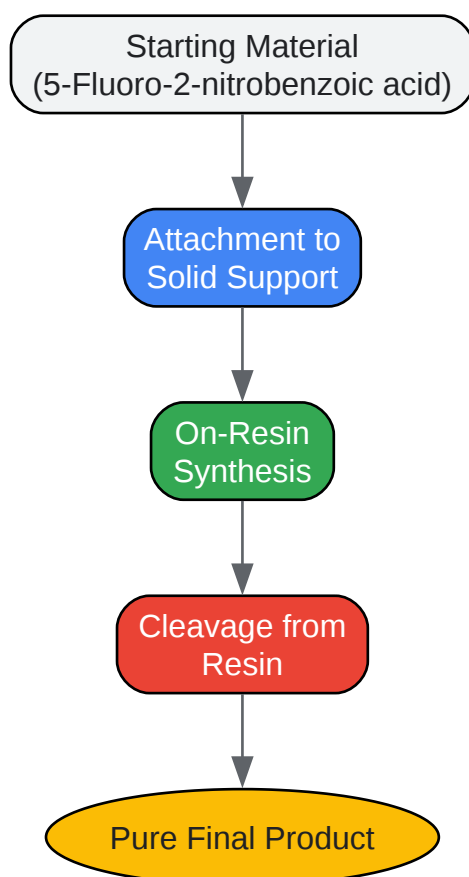 Starting Material
(5-Fluoro-2-nitrobenzoic acid)
Attachment to
Solid Support
On-Resin
Synthesis
Cleavage from
Resin
Pure Final Product